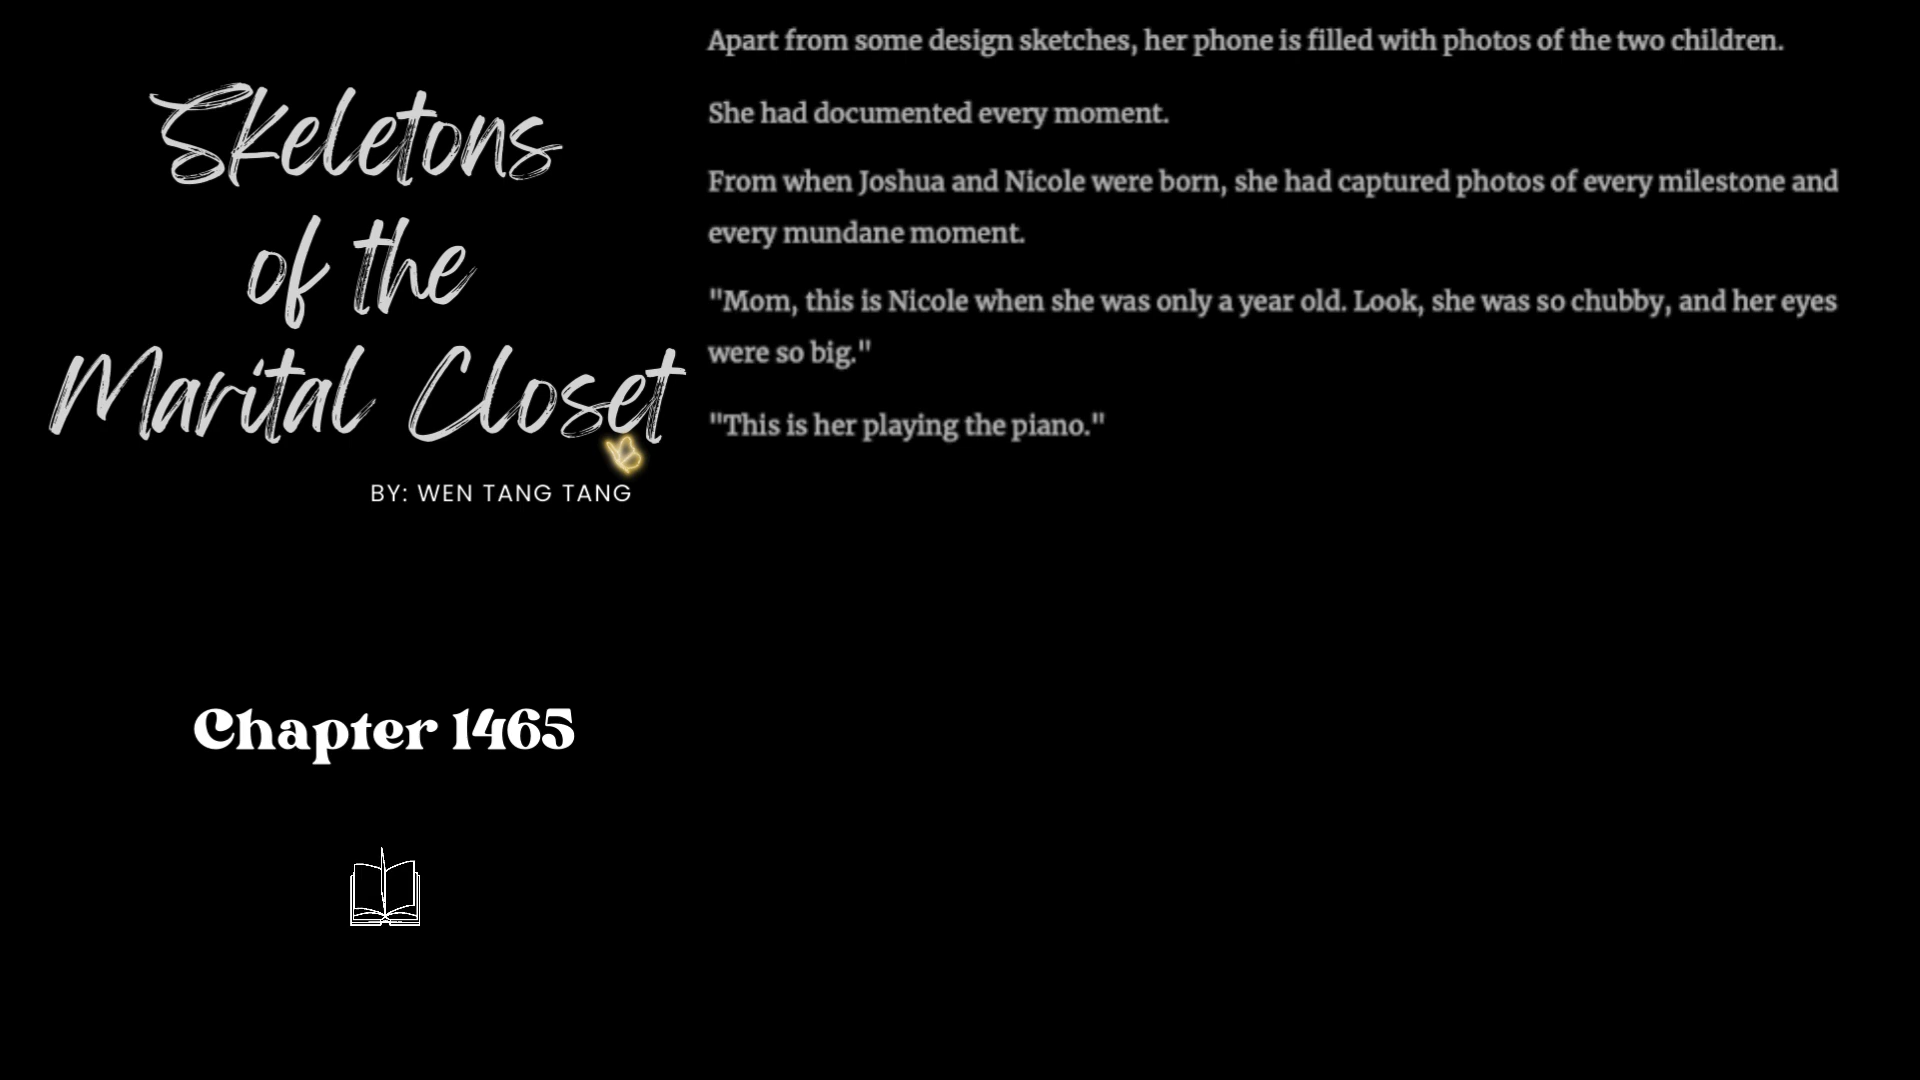 Skeletons
of the
Marital Closet
BY: WEN TANG TANG
Chapter 1465
Apart from some design sketches, her phone is filled with photos of the two children.
She had documented every moment.
From when Joshua and Nicole were born, she had captured photos of every milestone and
every mundane moment.
"Mom, this is Nicole when she was only a year old. Look, she was so chubby, and her eyes
were so big."
"This is her playing the piano."